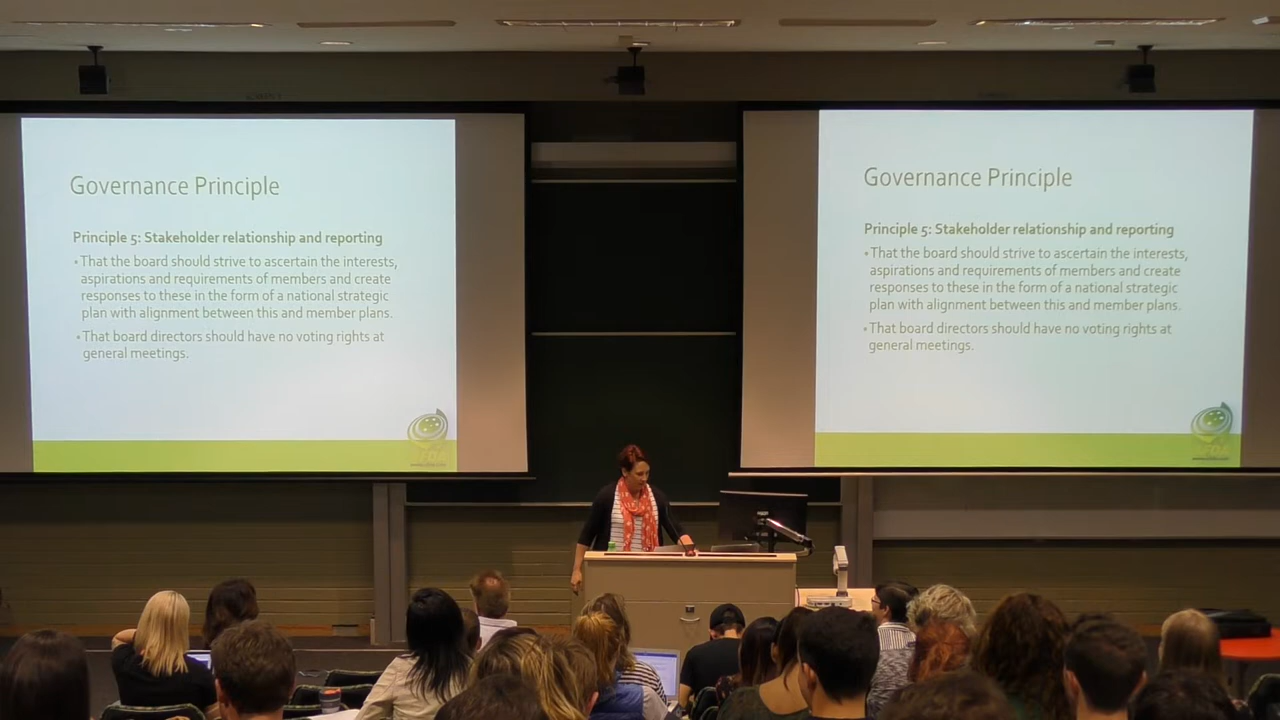 Governance Principle
Principle 5: Stakeholder relationship and reporting
• That the board should strive to ascertain the interests,
aspirations and requirements of members and create
responses to these in the form of a national strategic
plan with alignment between this and member plans.
• That board directors should have no voting rights at
general meetings.
Governance Principle
Principle 5: Stakeholder relationship and reporting
• That the board should strive to ascertain the interests,
aspirations and requirements of members and create
responses to these in the form of a national strategic
plan with alignment between this and member plans.
• That board directors should have no voting rights at
general meetings.